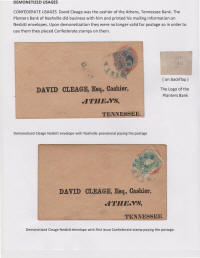 DEMONETIZED USAGES
CONFEDERATE USAGES David Cleage was the cashier of the Athens, Tennessee Bank. The
Planters Bank of Nashville did business with him and printed his mailing information on
Nesbitt envelopes. Upon demonetization they were no longer valid for postage so in order to
use them they placed Confederate stamps on them.
( on Backflap )
The Logo of the
Planters Bank
DAVID CLEAGE, Esq., Cashier,
ATHENS,
TENNESSEE.
Demonetized Cleage Nesbitt envelope with Nashville provisional paying the postage
DAVID CLEAGE, Esq., Cashier,
ATHENS,
TENNESSEE.
Demonetized Cleage Nesbitt envelope with first issue Confederate stamp paying the postage